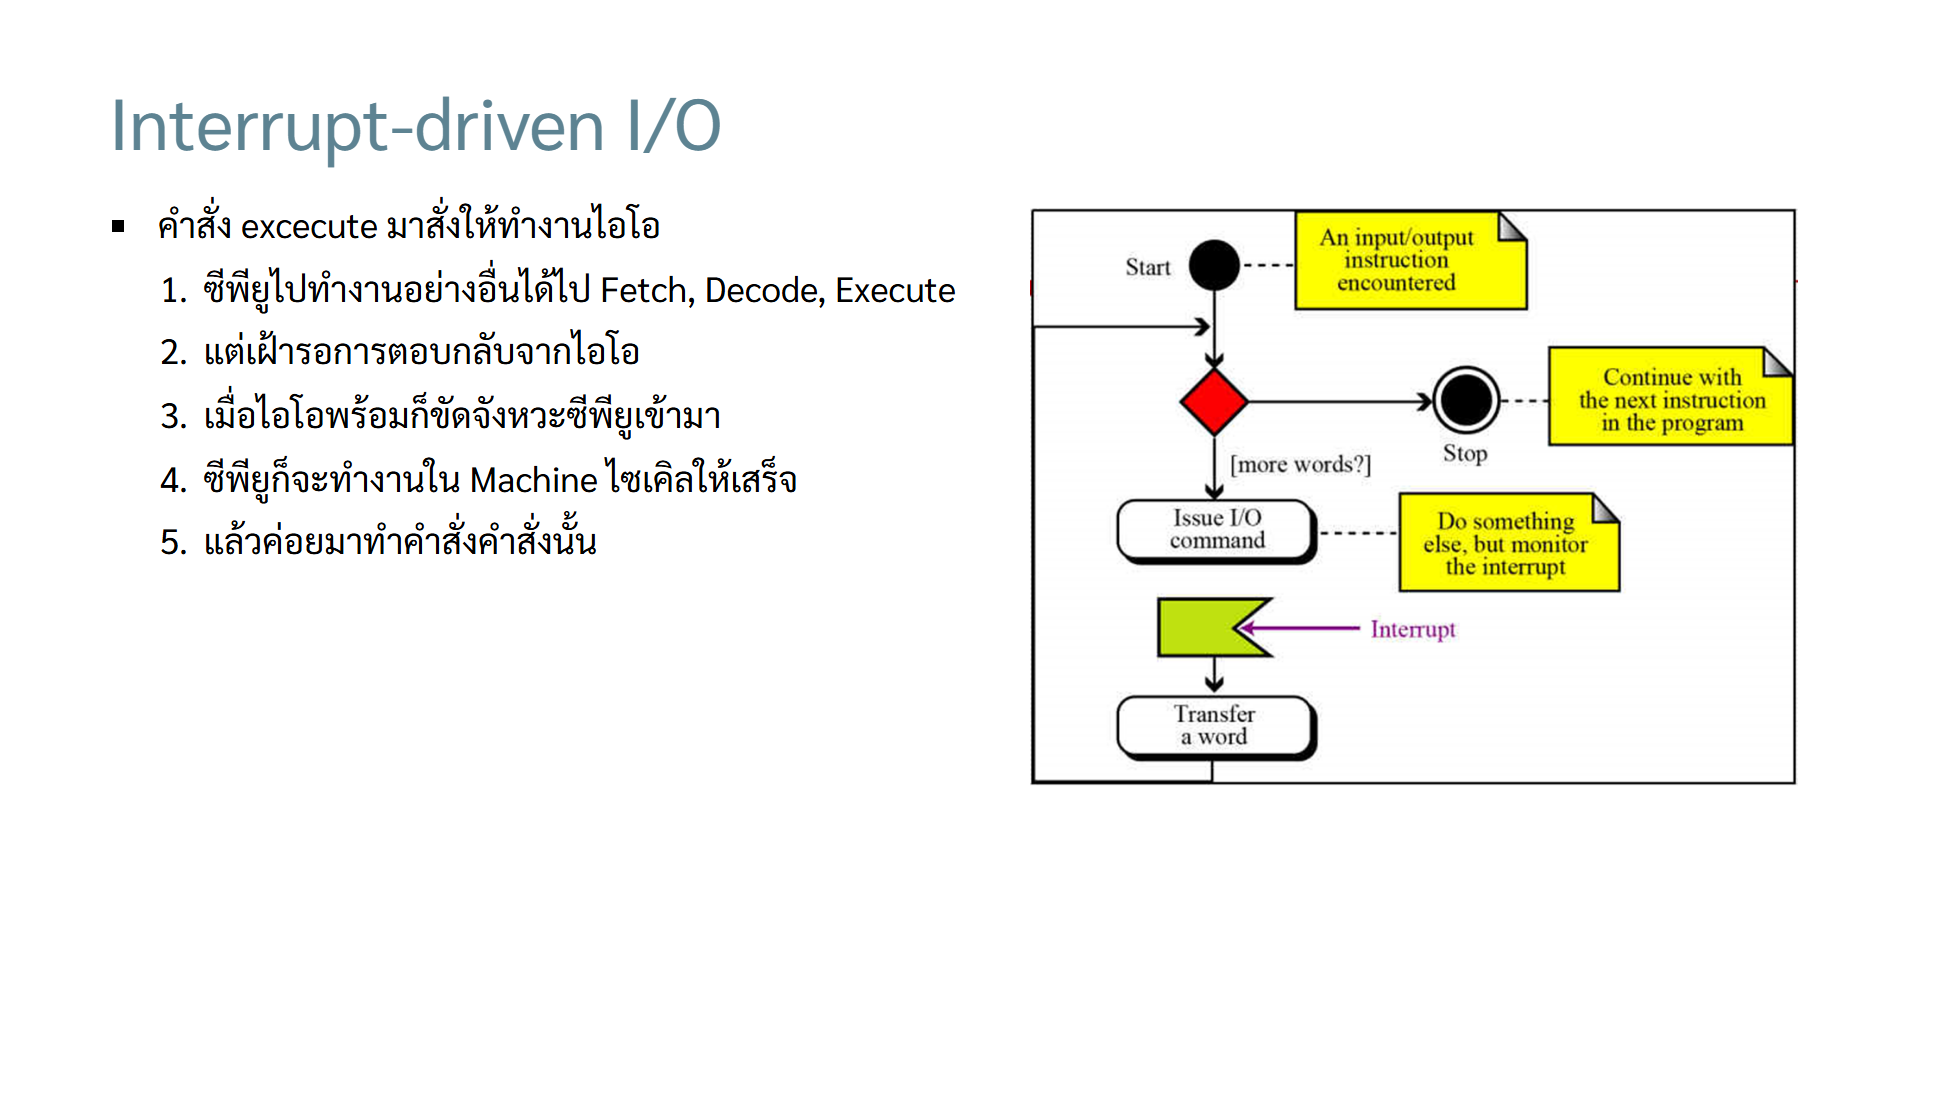 Interrupt-driven I/O
▪ คำสั่ง excecute มาสั่งให้ทำงานไอโอ
1. ซีพียูไปทำงานอย่างอื่นได้ไป Fetch, Decode, Execute
2. แต่เฝ้ารอการตอบกลับจากไอโอ
3. เมื่อไอโอพร้อมก็ขัดจังหวะซีพียูเข้ามา
4. ซีพียูก็จะทำงานใน Machine ไซเคิลให้เสร็จ
5. แล้วค่อยมาทำคำสั่งคำสั่งนั้น
Start
An input/output
instruction
encountered
Continue with
the next instruction
in the program
Stop
[more words?]
Issue I/O
command
Do something
else, but monitor
the interrupt
Interrupt
Transfer
a word